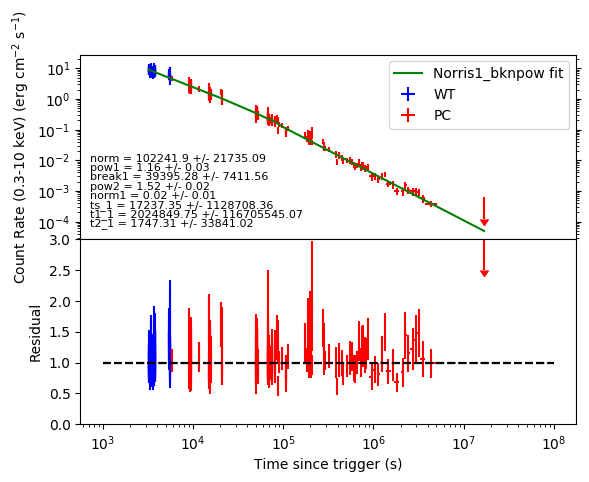 Count Rate (0.3-10 keV) (erg cm⁻² s⁻¹)
10¹
10⁰
10⁻¹
10⁻²
10⁻³
10⁻⁴
Norris1_bknpow fit
WT
PC
norm = 102241.9 +/- 21735.09
pow1 = 1.16 +/- 0.03
break1 = 39395.28 +/- 7411.56
pow2 = 1.52 +/- 0.02
norm1 = 0.02 +/- 0.01
ts_1 = 17237.35 +/- 1128708.36
t1_1 = 2024849.75 +/- 116705545.07
t2_1 = 1747.31 +/- 33841.02
Residual
3.0
2.5
2.0
1.5
1.0
0.5
0.0
10³ 10⁴ 10⁵ 10⁶ 10⁷ 10⁸
Time since trigger (s)